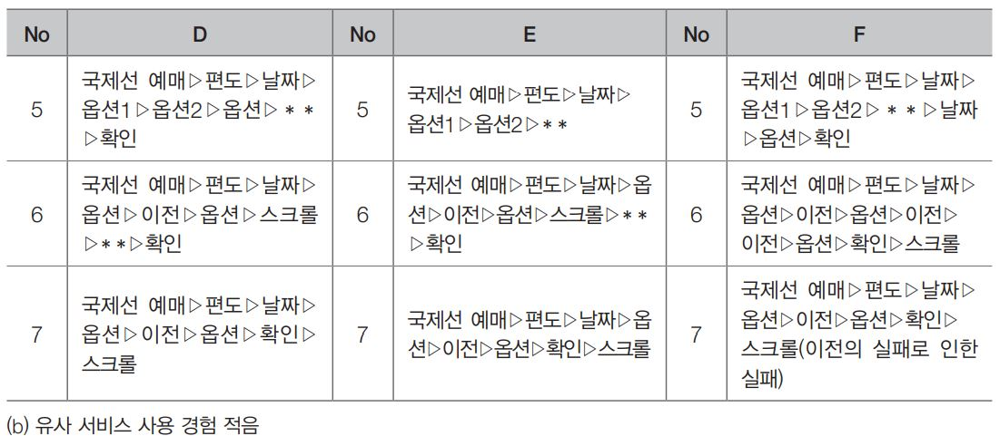 No D No E No F
5
국제선 예매▷편도▷날짜▷
옵션1▷옵션2▷옵션▷**
▷확인
5
국제선 예매▷편도▷날짜▷
옵션1▷옵션2▷**
5
국제선 예매▷편도▷날짜▷
옵션1▷옵션2▷**▷날짜
▷옵션▷확인
6
국제선 예매▷편도▷날짜▷
옵션▷이전▷옵션▷스크롤
▷**▷확인
6
국제선 예매▷편도▷날짜▷옵
션▷이전▷옵션▷스크롤▷**
▷확인
6
국제선 예매▷편도▷날짜▷
옵션▷이전▷옵션▷이전▷
이전▷옵션▷확인▷스크롤
7
국제선 예매▷편도▷날짜▷
옵션▷이전▷옵션▷확인▷
스크롤
7
국제선 예매▷편도▷날짜▷옵
션▷이전▷옵션▷확인▷스크롤
7
국제선 예매▷편도▷날짜▷
옵션▷이전▷옵션▷확인▷
스크롤(이전의 실패로 인한
실패)
(b) 유사 서비스 사용 경험 적음